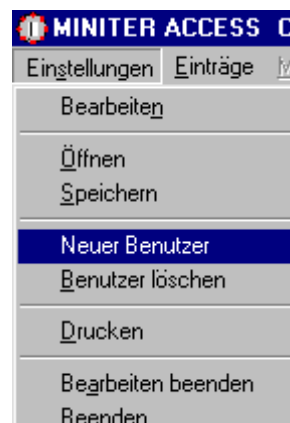 MINITER ACCESS C
Einstellungen Einträge M
Bearbeiten
Öffnen
Speichern
Neuer Benutzer
Benutzer löschen
Drucken
Bearbeiten beenden
Beenden